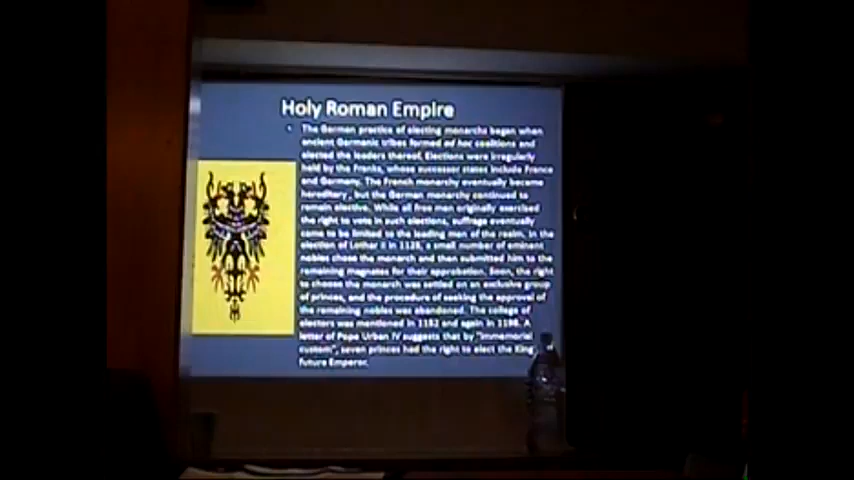 Holy Roman Empire
• The German practice of electing monarchs began when
ancient Germanic tribes formed ad hoc coalitions and
elected the leaders thereof. Elections were irregularly
held by the Franks, whose successor states include France
and Germany. The French monarchy eventually became
hereditary, but the German monarchy continued to
remain elective. While all free men originally exercised
the right to vote in such elections, suffrage eventually
came to be limited to the leading men of the realm. In the
election of Lothar II in 1125, a small number of eminent
nobles chose the monarch and then submitted him to the
remaining magnates for their approbation. Soon, the right
to choose the monarch was settled on an exclusive group
of princes, and the procedure of seeking the approval of
the remaining nobles was abandoned. The college of
electors was mentioned in 1152 and again in 1198. A
letter of Pope Urban IV suggests that by "immemorial
custom", seven princes had the right to elect the King
future Emperor.